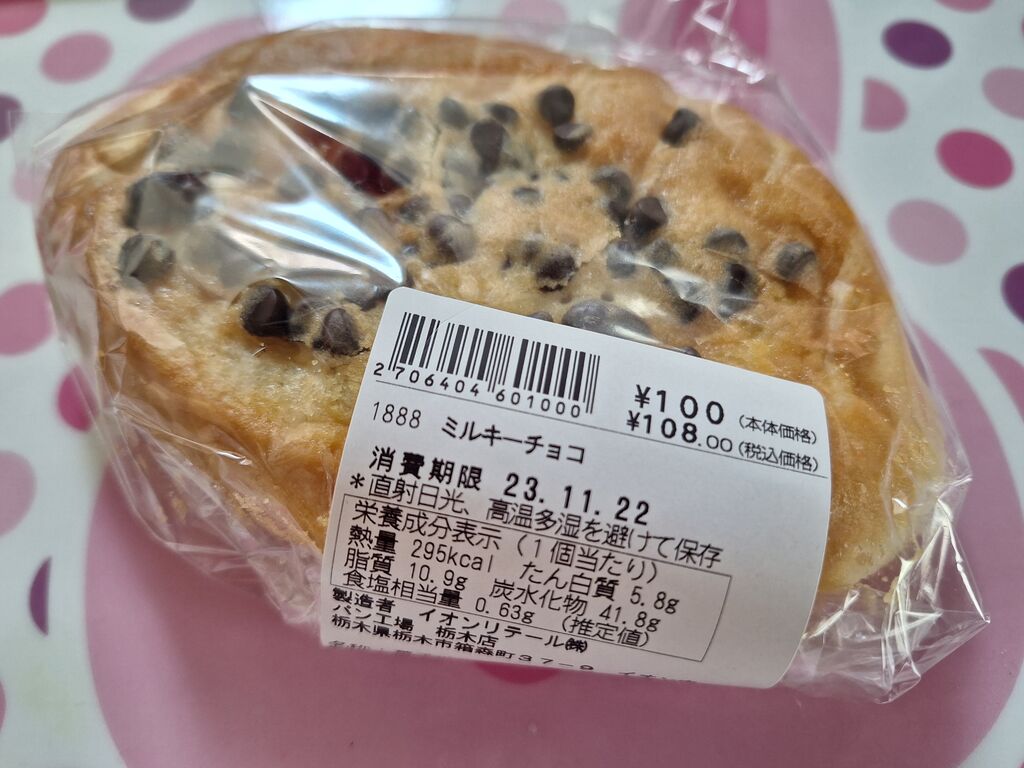 2 706404 601000
¥100 (本体価格)
¥108.00 (税込価格)
1888 ミルキーチョコ
消費期限 23.11.22
*直射日光、高温多湿を避けて保存
栄養成分表示 (1個当たり)
熱量 295kcal たん白質 5.8g
脂質 10.9g 炭水化物 41.8g
食塩相当量 0.63g (推定値)
製造者 イオンリテール㈱
パン工場 栃木店
栃木県栃木市箱森町37-9